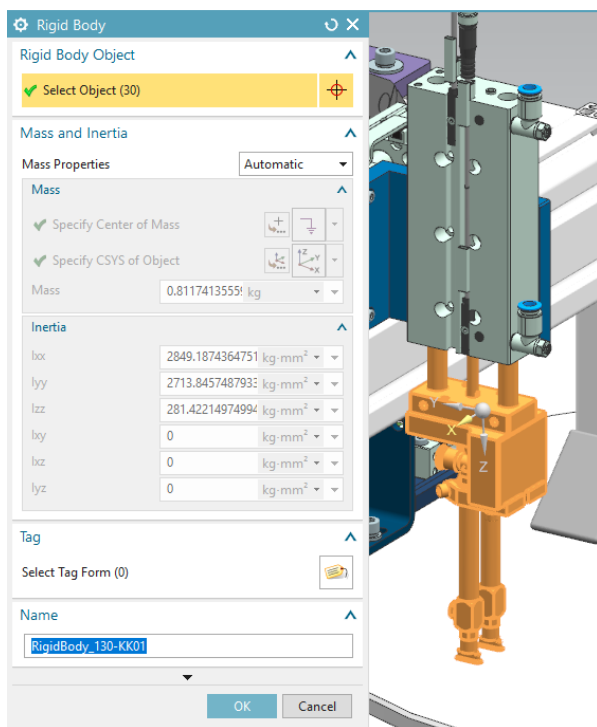 Rigid Body
Rigid Body Object
Select Object (30)
Mass and Inertia
Mass Properties Automatic
Mass
Specify Center of Mass
Specify CSYS of Object
Mass 0.8117413555 kg
Inertia
Ixx 2849.1874364751 kg·mm²
Iyy 2713.8457487933 kg·mm²
Izz 281.42214974994 kg·mm²
Ixy 0 kg·mm²
Ixz 0 kg·mm²
Iyz 0 kg·mm²
Tag
Select Tag Form (0)
Name
RigidBody_130-KK01
OK Cancel
Y
X
Z